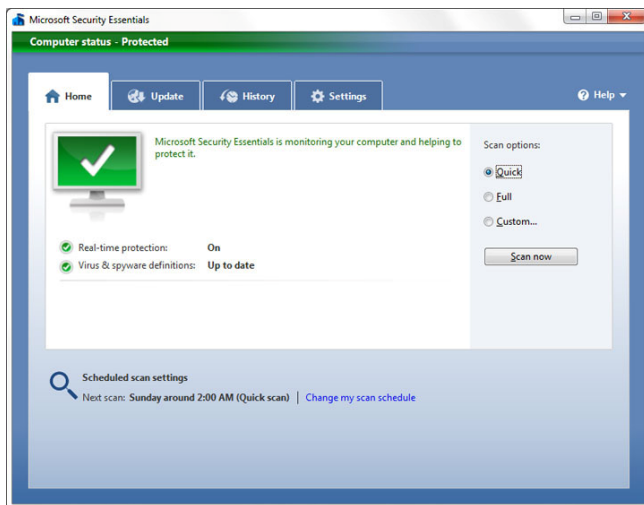 Microsoft Security Essentials
Computer status - Protected
Home
Update
History
Settings
Help
Microsoft Security Essentials is monitoring your computer and helping to
protect it.
Scan options:
Quick
Full
Custom...
Scan now
Real-time protection: On
Virus & spyware definitions: Up to date
Scheduled scan settings
Next scan: Sunday around 2:00 AM (Quick scan) | Change my scan schedule